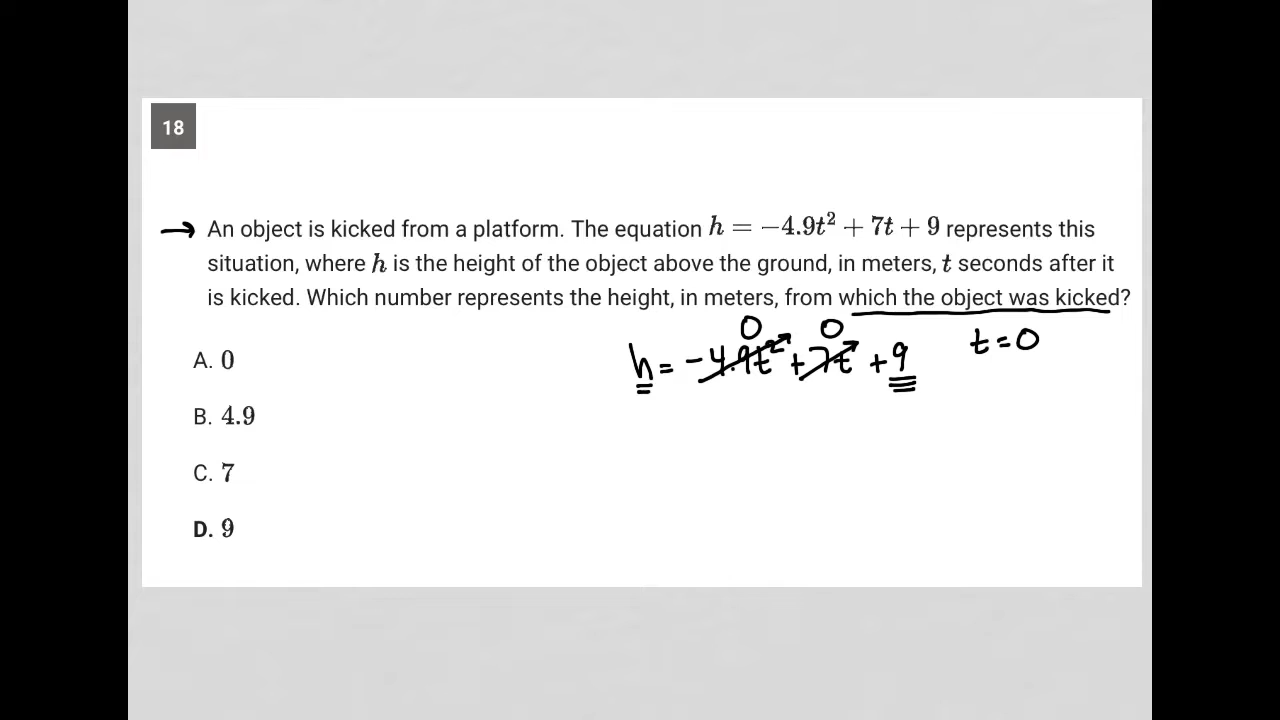 18
An object is kicked from a platform. The equation h = −4.9t² + 7t + 9 represents this
situation, where h is the height of the object above the ground, in meters, t seconds after it
is kicked. Which number represents the height, in meters, from which the object was kicked?
0 0
h = -4.9t² + 7t + 9 t = 0
A. 0
B. 4.9
C. 7
D. 9